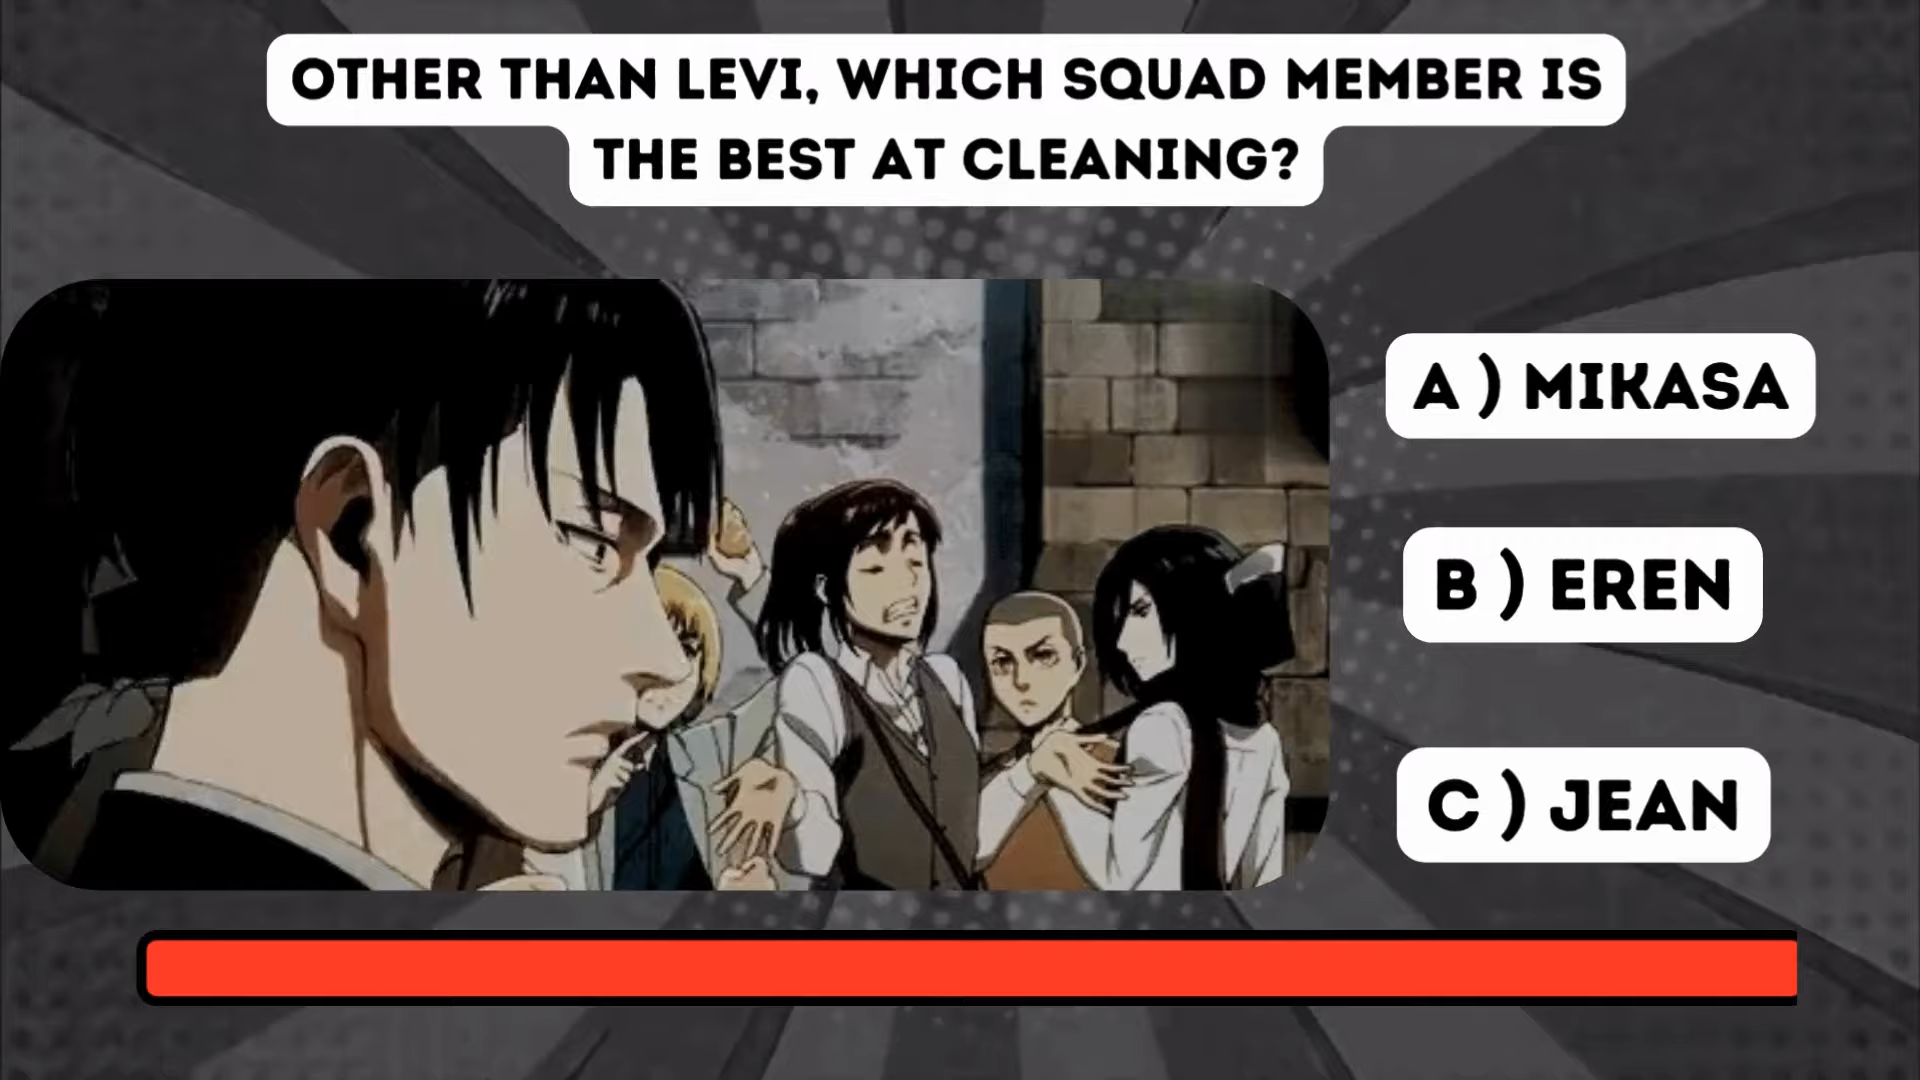 OTHER THAN LEVI, WHICH SQUAD MEMBER IS
THE BEST AT CLEANING?
A ) MIKASA
B ) EREN
C ) JEAN